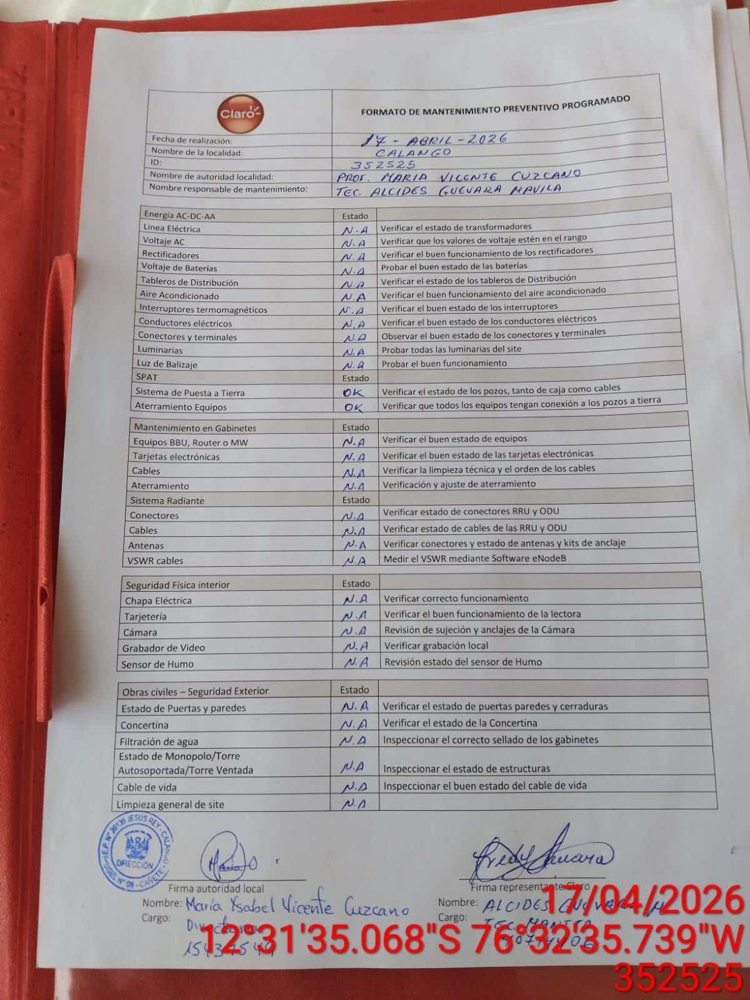 Claro
FORMATO DE MANTENIMIENTO PREVENTIVO PROGRAMADO
Fecha de realización: 17 - ABRIL - 2026
Nombre de la localidad: CALANGO
ID: 352525
Nombre de autoridad localidad: PROF. MARIA VICENTE CUZCANO
Nombre responsable de mantenimiento: TEC. ALCIDES GUEVARA MAVILA
Energía AC-DC-AA Estado
Línea Eléctrica N.A Verificar el estado de transformadores
Voltaje AC N.A Verificar que los valores de voltaje estén en el rango
Rectificadores N.A Verificar el buen funcionamiento de los rectificadores
Voltaje de Baterías N.A Probar el buen estado de las baterías
Tableros de Distribución N.A Verificar el estado de los tableros de Distribución
Aire Acondicionado N.A Verificar el buen funcionamiento del aire acondicionado
Interruptores termomagnéticos N.A Verificar el buen estado de los interruptores
Conductores eléctricos N.A Verificar el buen estado de los conductores eléctricos
Conectores y terminales N.A Observar el buen estado de los conectores y terminales
Luminarias N.A Probar todas las luminarias del site
Luz de Balizaje N.A Probar el buen funcionamiento
SPAT Estado
Sistema de Puesta a Tierra OK Verificar el estado de los pozos, tanto de caja como cables
Aterramiento Equipos OK Verificar que todos los equipos tengan conexión a los pozos a tierra
Mantenimiento en Gabinetes Estado
Equipos BBU, Router o MW N.A Verificar el buen estado de equipos
Tarjetas electrónicas N.A Verificar el buen estado de las tarjetas electrónicas
Cables N.A Verificar la limpieza técnica y el orden de los cables
Aterramiento N.A Verificación y ajuste de aterramiento
Sistema Radiante Estado
Conectores N.A Verificar estado de conectores RRU y ODU
Cables N.A Verificar estado de cables de las RRU y ODU
Antenas N.A Verificar conectores y estado de antenas y kits de anclaje
VSWR cables N.A Medir el VSWR mediante Software eNodeB
Seguridad Física interior Estado
Chapa Eléctrica N.A Verificar correcto funcionamiento
Tarjetería N.A Verificar el buen funcionamiento de la lectora
Cámara N.A Revisión de sujeción y anclajes de la Cámara
Grabador de Video N.A Verificar grabación local
Sensor de Humo N.A Revisión estado del sensor de Humo
Obras civiles – Seguridad Exterior Estado
Estado de Puertas y paredes N.A Verificar el estado de puertas paredes y cerraduras
Concertina N.A Verificar el estado de la Concertina
Filtración de agua N.A Inspeccionar el correcto sellado de los gabinetes
Estado de Monopolo/Torre
Autosoportada/Torre Ventada N.A Inspeccionar el estado de estructuras
Cable de vida N.A Inspeccionar el buen estado del cable de vida
Limpieza general de site N.A
I.E.P. N° 20130 JESÚS REY - CALANGO
DIRECCIÓN
UGEL N° 08 - CAÑETE
Firma autoridad local
Nombre: María Ysabel Vicente Cuzcano
Cargo: Directora
Firma representante Claro
Nombre: ALCIDES GUEVARA M
Cargo: TEC. MANTTO
17/04/2026
12°31'35.068"S 76°32'35.739"W
352525